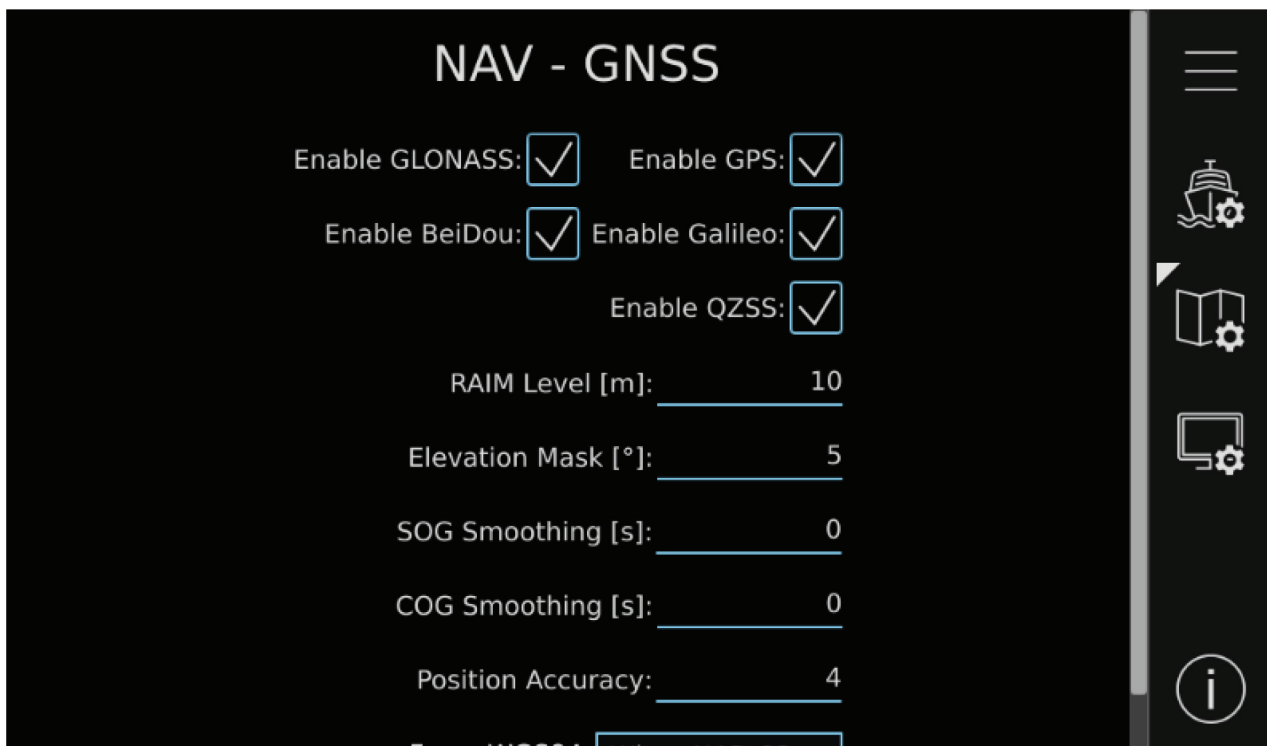 NAV - GNSS
Enable GLONASS: Enable GPS:
Enable BeiDou: Enable Galileo:
Enable QZSS:
RAIM Level [m]: 10
Elevation Mask [°]: 5
SOG Smoothing [s]: 0
COG Smoothing [s]: 0
Position Accuracy: 4